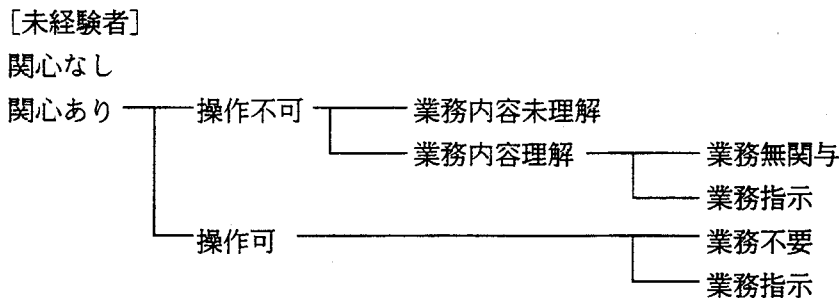 [未経験者]
関心なし
関心あり 操作不可 業務内容未理解
業務内容理解 業務無関与
業務指示
操作可 業務不要
業務指示